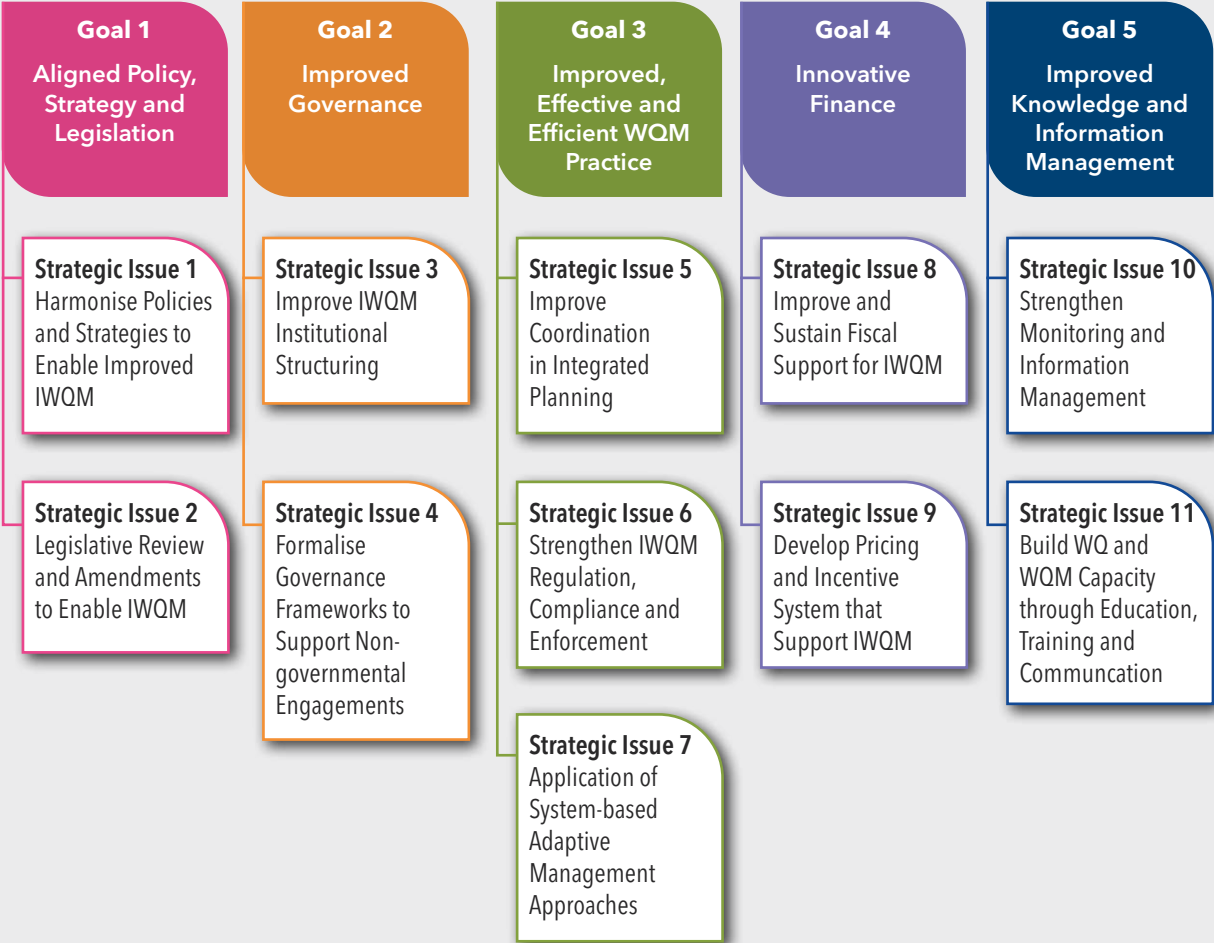 Goal 1
Aligned Policy,
Strategy and
Legislation
Strategic Issue 1
Harmonise Policies
and Strategies to
Enable Improved
IWQM
Strategic Issue 2
Legislative Review
and Amendments
to Enable IWQM
Goal 2
Improved
Governance
Strategic Issue 3
Improve IWQM
Institutional
Structuring
Strategic Issue 4
Formalise
Governance
Frameworks to
Support Non-
governmental
Engagements
Goal 3
Improved,
Effective and
Efficient WQM
Practice
Strategic Issue 5
Improve
Coordination
in Integrated
Planning
Strategic Issue 6
Strengthen IWQM
Regulation,
Compliance and
Enforcement
Strategic Issue 7
Application of
System-based
Adaptive
Management
Approaches
Goal 4
Innovative
Finance
Strategic Issue 8
Improve and
Sustain Fiscal
Support for IWQM
Strategic Issue 9
Develop Pricing
and Incentive
System that
Support IWQM
Goal 5
Improved
Knowledge and
Information
Management
Strategic Issue 10
Strengthen
Monitoring and
Information
Management
Strategic Issue 11
Build WQ and
WQM Capacity
through Education,
Training and
Communcation